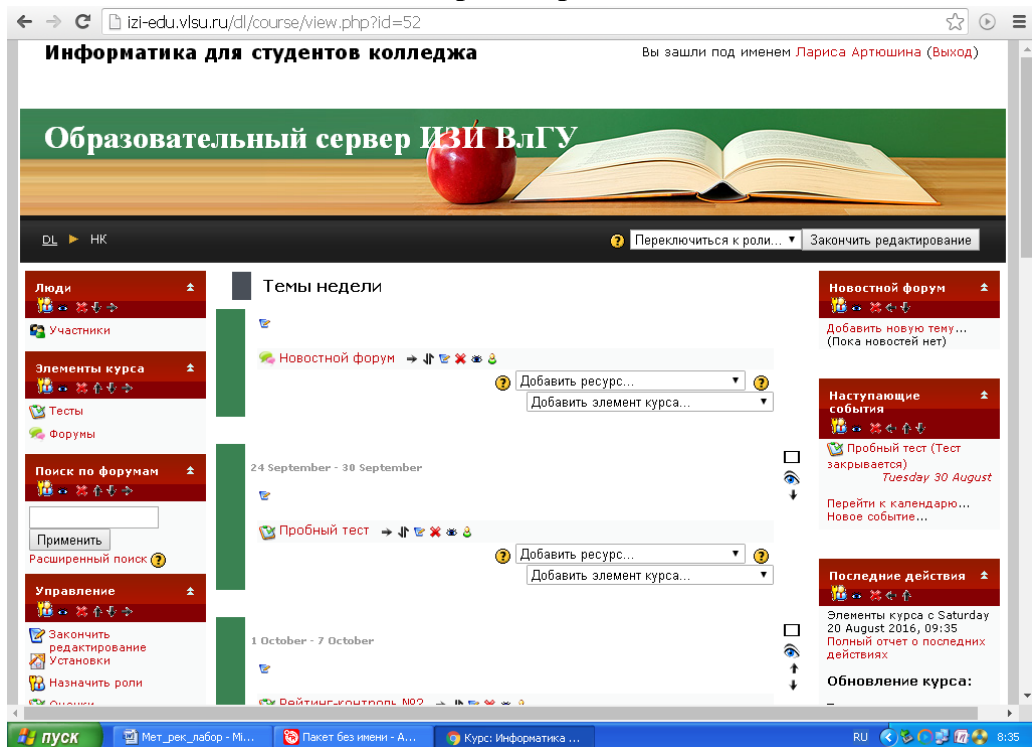 izi-edu.vlsu.ru/dl/course/view.php?id=52
Информатика для студентов колледжа
Вы зашли под именем Лариса Артюшина (Выход)
Образовательный сервер ИЗИ ВлГУ
DL ► НК
Переключиться к роли...
Закончить редактирование
Люди
Участники
Элементы курса
Тесты
Форумы
Поиск по форумам
Применить
Расширенный поиск
Управление
Закончить
редактирование
Установки
Назначить роли
Оценки
Темы недели
Новостной форум
Добавить ресурс...
Добавить элемент курса...
24 September - 30 September
Пробный тест
Добавить ресурс...
Добавить элемент курса...
1 October - 7 October
Рейтинг-контроль №2
Новостной форум
Добавить новую тему...
(Пока новостей нет)
Наступающие
события
Пробный тест (Тест
закрывается)
Tuesday 30 August
Перейти к календарю...
Новое событие...
Последние действия
Элементы курса с Saturday
20 August 2016, 09:35
Полный отчет о последних
действиях
Обновление курса:
пуск
Мет_рек_лабор - Mi...
Пакет без имени - A...
Курс: Информатика ...
RU
8:35